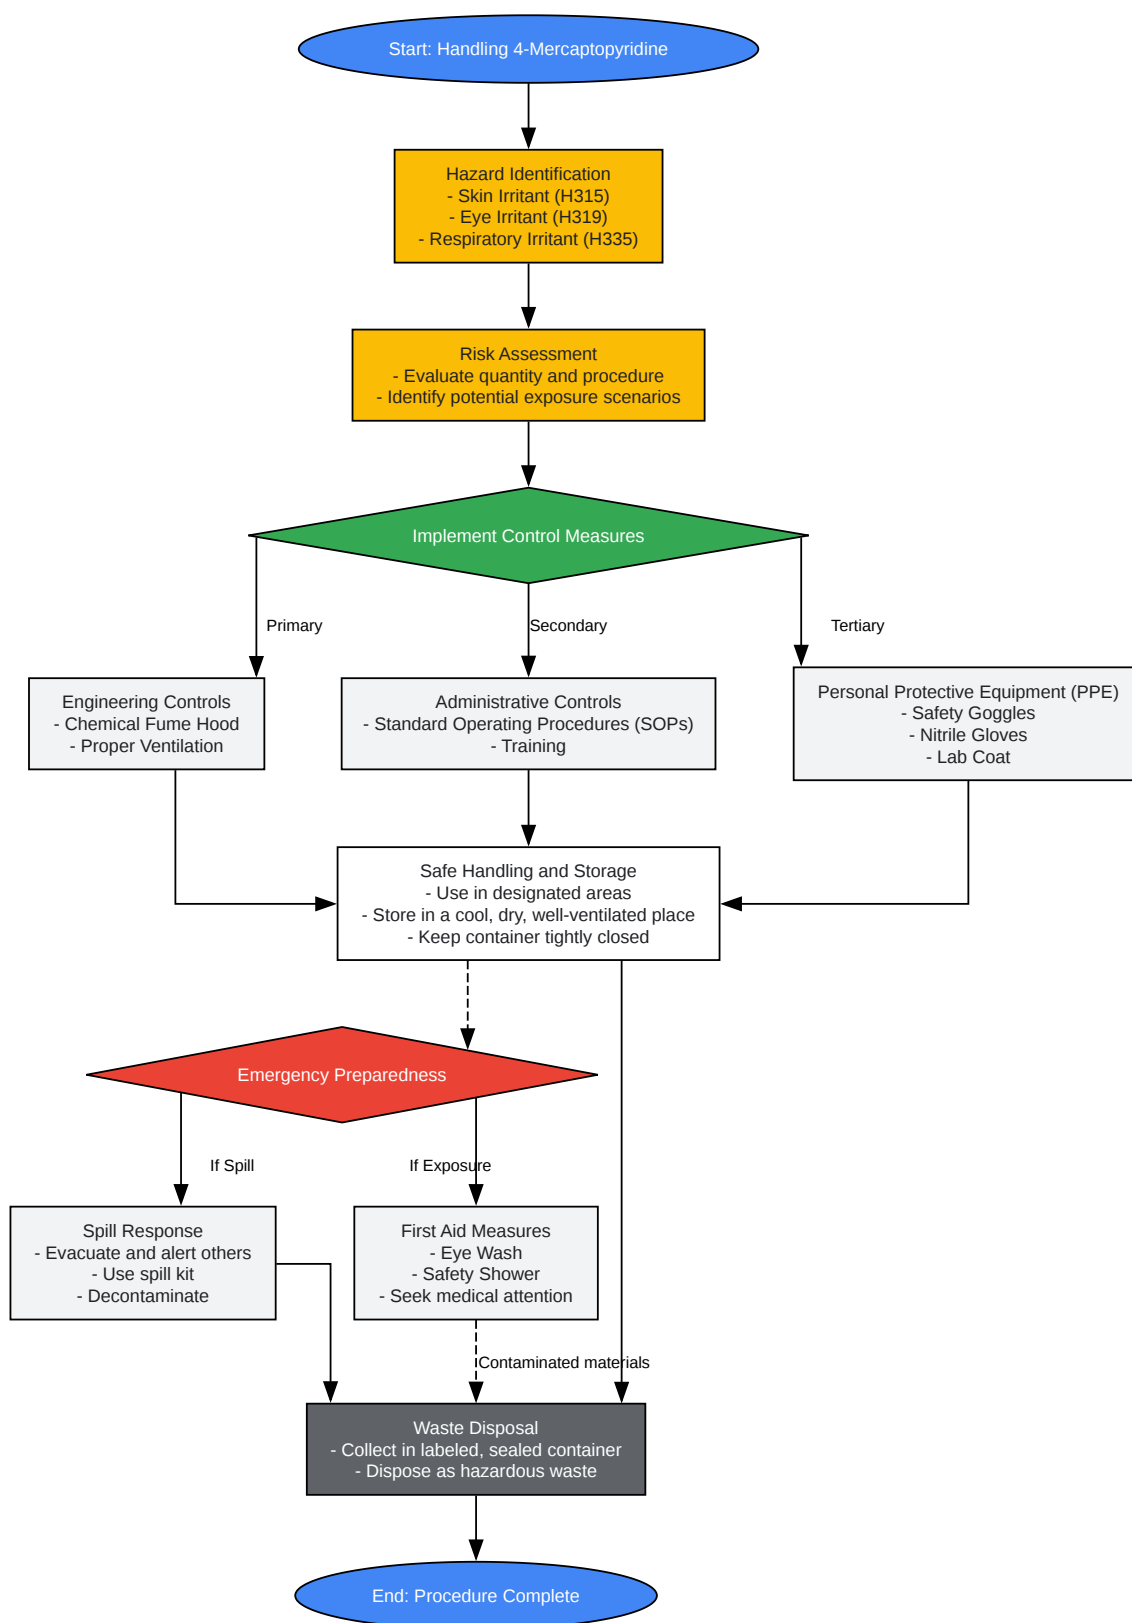 Start: Handling 4-Mercaptopyridine
Hazard Identification
- Skin Irritant (H315)
- Eye Irritant (H319)
- Respiratory Irritant (H335)
Risk Assessment
- Evaluate quantity and procedure
- Identify potential exposure scenarios
Implement Control Measures
Primary
Secondary
Tertiary
Engineering Controls
- Chemical Fume Hood
- Proper Ventilation
Administrative Controls
- Standard Operating Procedures (SOPs)
- Training
Personal Protective Equipment (PPE)
- Safety Goggles
- Nitrile Gloves
- Lab Coat
Safe Handling and Storage
- Use in designated areas
- Store in a cool, dry, well-ventilated place
- Keep container tightly closed
Emergency Preparedness
If Spill
If Exposure
Spill Response
- Evacuate and alert others
- Use spill kit
- Decontaminate
First Aid Measures
- Eye Wash
- Safety Shower
- Seek medical attention
Contaminated materials
Waste Disposal
- Collect in labeled, sealed container
- Dispose as hazardous waste
End: Procedure Complete